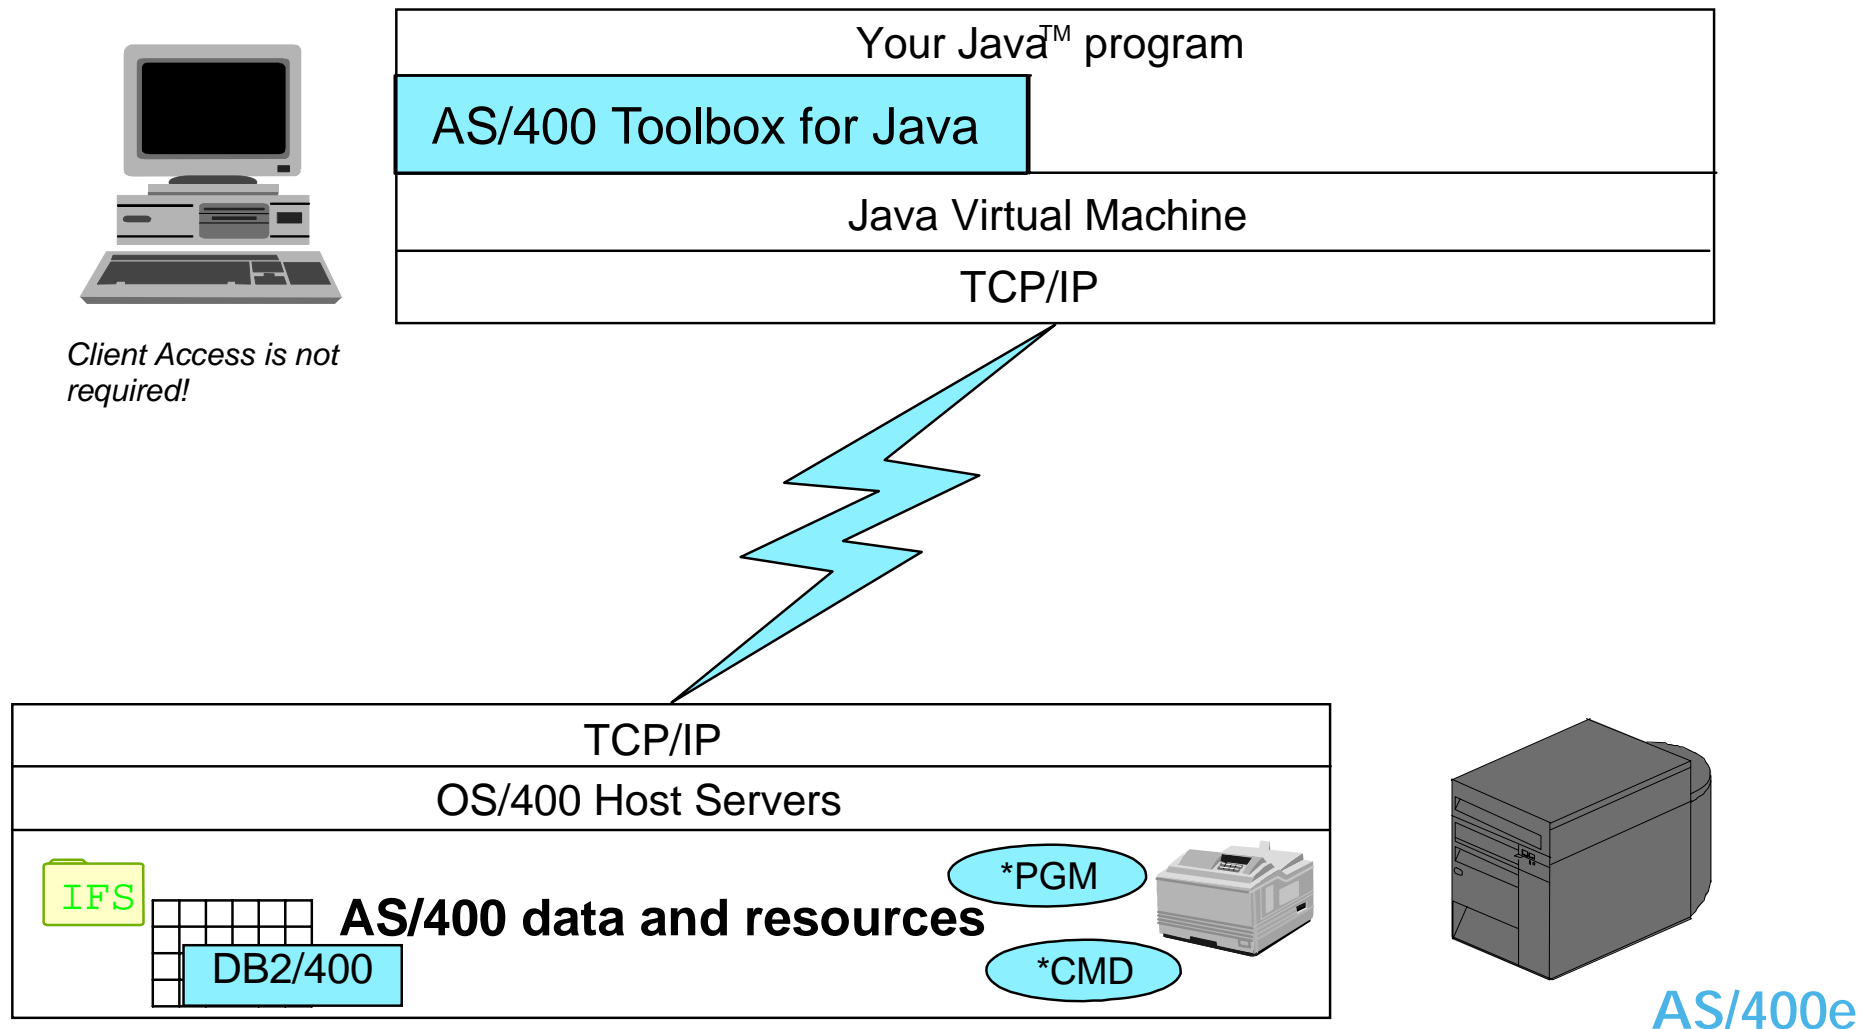 Your Java™ program
AS/400 Toolbox for Java
Java Virtual Machine
TCP/IP
Client Access is not
required!
TCP/IP
OS/400 Host Servers
IFS
AS/400 data and resources
*PGM
DB2/400
*CMD
AS/400e